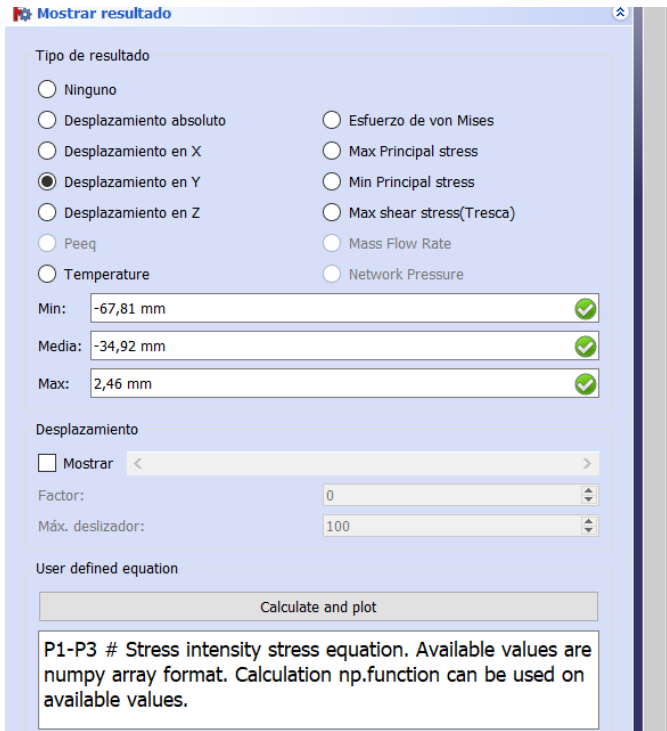 Mostrar resultado
Tipo de resultado
Ninguno
Desplazamiento absoluto
Esfuerzo de von Mises
Desplazamiento en X
Max Principal stress
Desplazamiento en Y
Min Principal stress
Desplazamiento en Z
Max shear stress(Tresca)
Peeq
Mass Flow Rate
Temperature
Network Pressure
Min: -67,81 mm
Media: -34,92 mm
Max: 2,46 mm
Desplazamiento
Mostrar
Factor: 0
Máx. deslizador: 100
User defined equation
Calculate and plot
P1-P3 # Stress intensity stress equation. Available values are
numpy array format. Calculation np.function can be used on
available values.